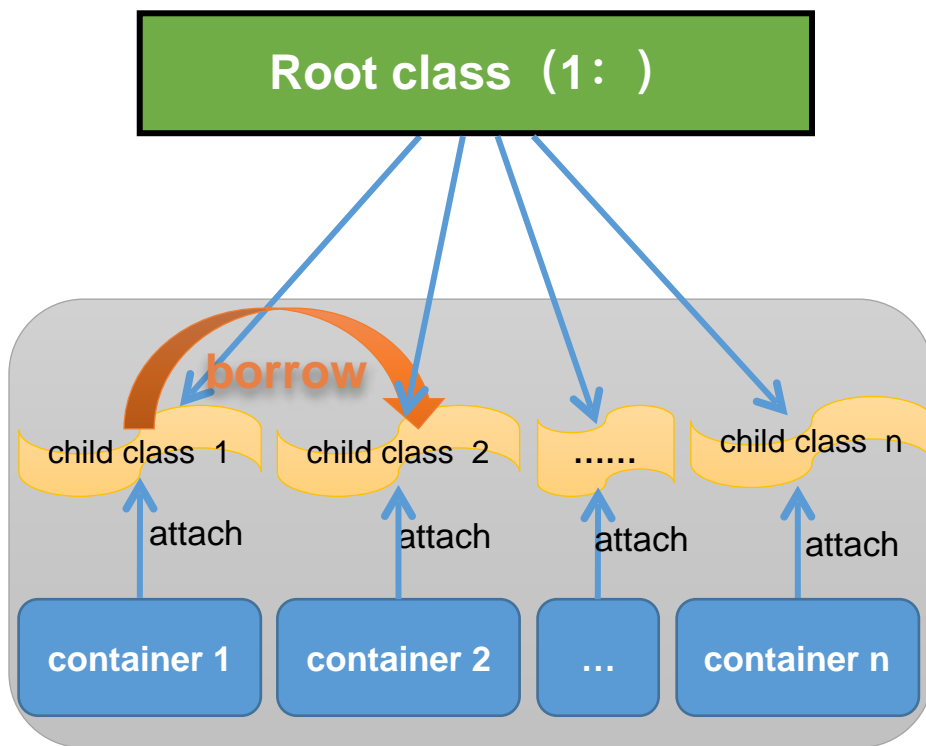 Root class（1：）
borrow
child class 1
child class 2
……
child class n
attach
attach
attach
attach
container 1
container 2
…
container n